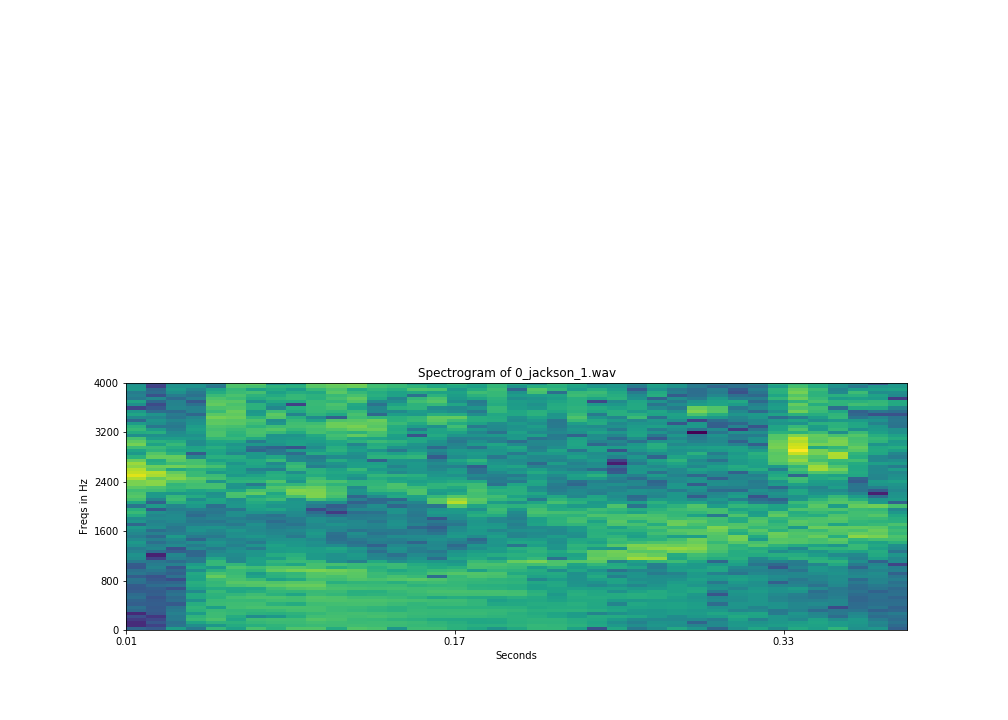 Spectrogram of 0_jackson_1.wav
4000
3200
2400
1600
800
0
Freqs in Hz
0.01 0.17 0.33
Seconds